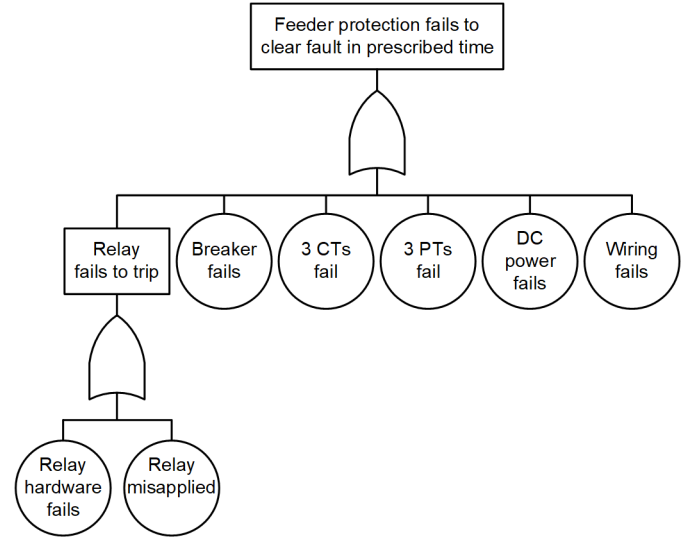 Feeder protection fails to
clear fault in prescribed time
Relay
fails to trip
Breaker
fails
3 CTs
fail
3 PTs
fail
DC
power
fails
Wiring
fails
Relay
hardware
fails
Relay
misapplied